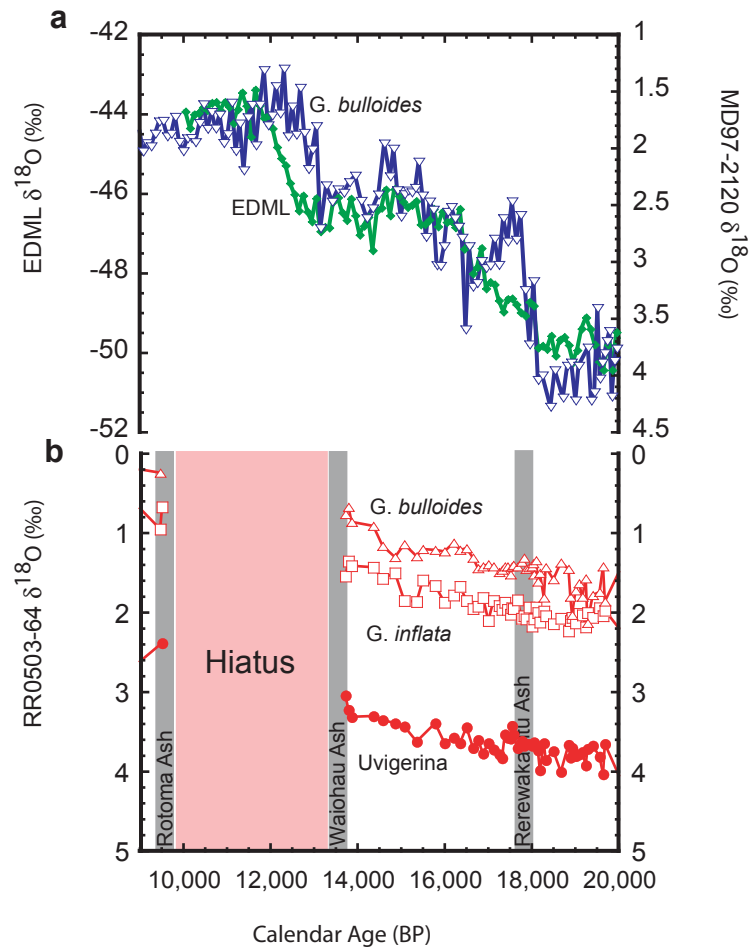 a
-42
-44
-46
-48
-50
-52
EDML δ18O (‰)
1
1.5
2
2.5
3
3.5
4
4.5
MD97-2120 δ18O (‰)
G. bulloides
EDML
b
0
1
2
3
4
5
RR0503-64 δ18O (‰)
0
1
2
3
4
5
G. bulloides
G. inflata
Uvigerina
Hiatus
Rotoma Ash
Waiohau Ash
Rerewakaaitu Ash
10,000 12,000 14,000 16,000 18,000 20,000
Calendar Age (BP)